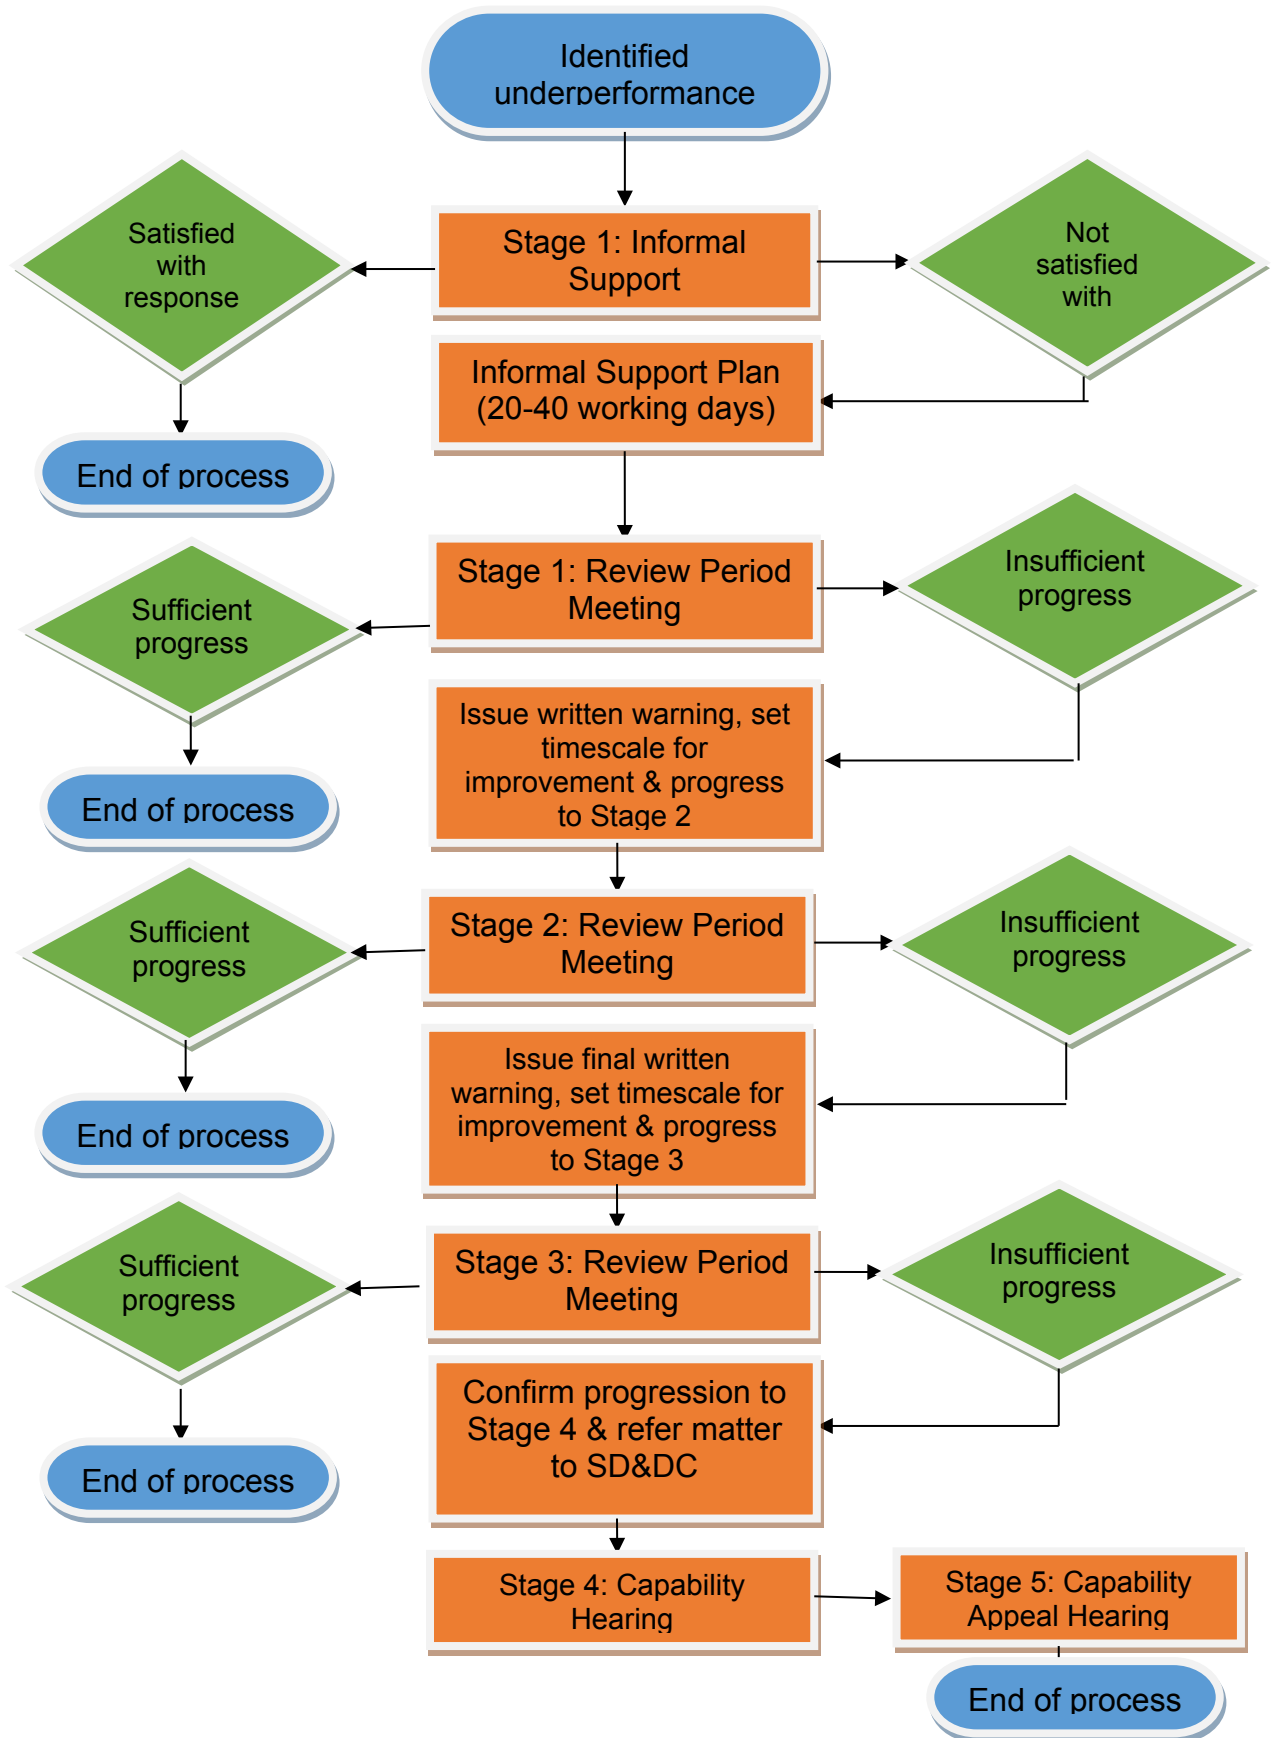 Identified
underperformance
Satisfied
with
response
Stage 1: Informal
Support
Not
satisfied
with
Informal Support Plan
(20-40 working days)
End of process
Stage 1: Review Period
Meeting
Insufficient
progress
Sufficient
progress
Issue written warning, set
timescale for
improvement & progress
to Stage 2
End of process
Sufficient
progress
Stage 2: Review Period
Meeting
Insufficient
progress
Issue final written
warning, set timescale for
improvement & progress
to Stage 3
End of process
Sufficient
progress
Stage 3: Review Period
Meeting
Insufficient
progress
Confirm progression to
Stage 4 & refer matter
to SD&DC
End of process
Stage 4: Capability
Hearing
Stage 5: Capability
Appeal Hearing
End of process